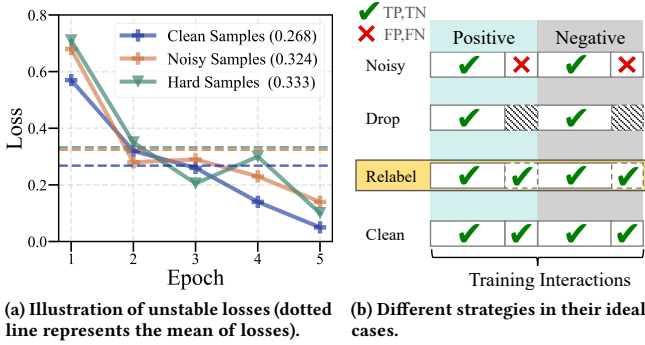 0.8
0.6
0.4
0.2
0.0
Loss
Clean Samples (0.268)
Noisy Samples (0.324)
Hard Samples (0.333)
1 2 3 4 5
Epoch
(a) Illustration of unstable losses (dotted
line represents the mean of losses).
TP,TN
FP,FN
Positive Negative
Noisy
Drop
Relabel
Clean
Training Interactions
(b) Different strategies in their ideal
cases.